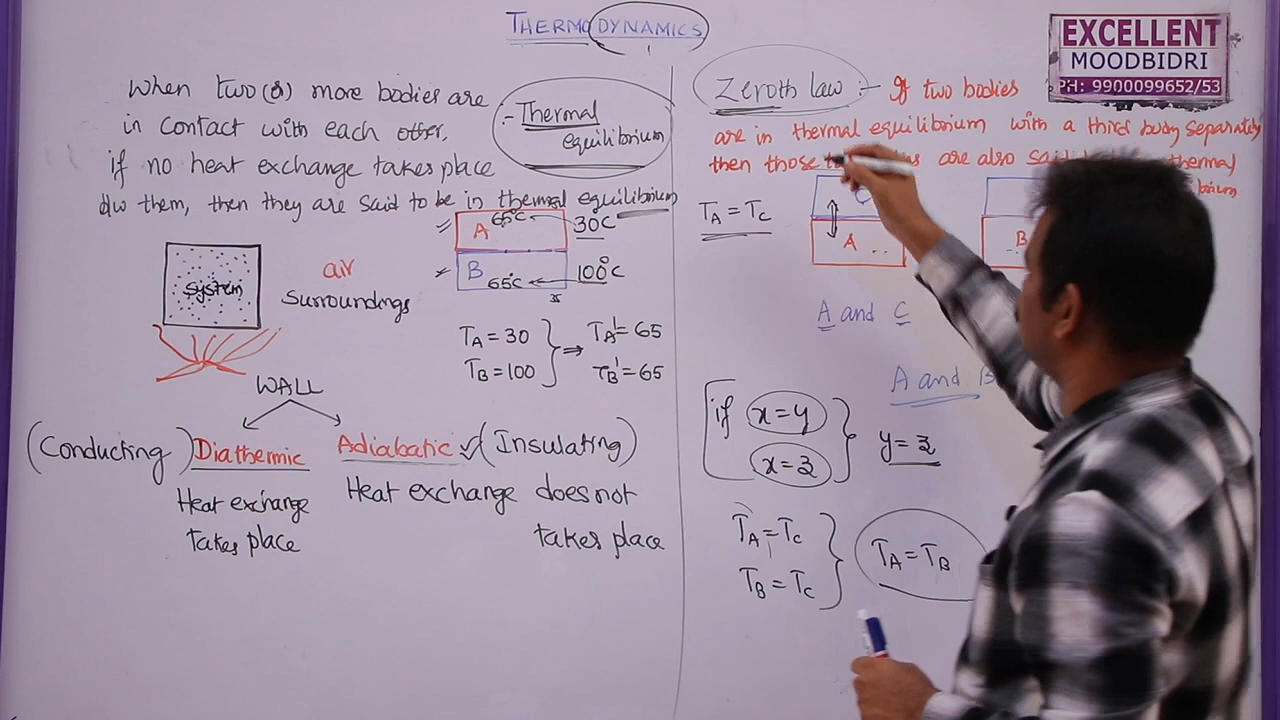 THERMODYNAMICS
EXCELLENT
MOODBIDRI
PH: 9900099652/53
When two (or) more bodies are
in contact with each other.
if no heat exchange takes place
b/w them, then they are said to be in thermal equilibrium
:- Thermal
equilibrium
system
air
surroundings
A 65°C 30°C
B 65°C 100°C
35
TA = 30
TB = 100
⇒ TA' = 65
TB' = 65
WALL
(Conducting) Diathermic
Adiabatic ✓ (Insulating)
Heat exchange
takes place
Heat exchange does not
takes place
Zeroth law :- If two bodies
are in thermal equilibrium with a third body separately
then those are also said thermal
TA = TC
C
A
B
A and C
A and B
if x = y
x = z
y = z
TA = TC
TB = TC
TA = TB